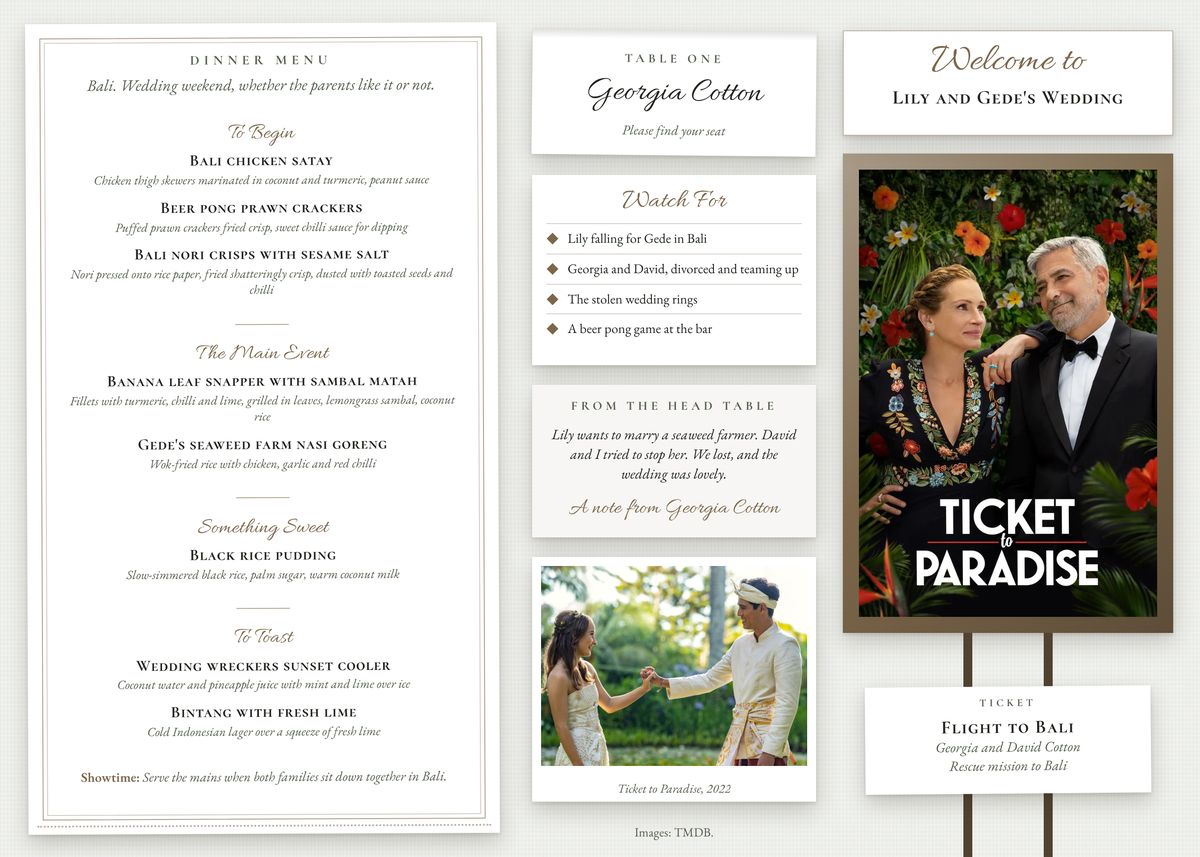 DINNER MENU
Bali. Wedding weekend, whether the parents like it or not.
To Begin
Bali chicken satay
Chicken thigh skewers marinated in coconut and turmeric, peanut sauce
Beer pong prawn crackers
Puffed prawn crackers fried crisp, sweet chilli sauce for dipping
Bali nori crisps with sesame salt
Nori pressed onto rice paper, fried shatteringly crisp, dusted with toasted seeds and
chilli
The Main Event
Banana leaf snapper with sambal matah
Fillets with turmeric, chilli and lime, grilled in leaves, lemongrass sambal, coconut
rice
Gede's seaweed farm nasi goreng
Wok-fried rice with chicken, garlic and red chilli
Something Sweet
Black rice pudding
Slow-simmered black rice, palm sugar, warm coconut milk
To Toast
Wedding wreckers sunset cooler
Coconut water and pineapple juice with mint and lime over ice
Bintang with fresh lime
Cold Indonesian lager over a squeeze of fresh lime
Showtime: Serve the mains when both families sit down together in Bali.
TABLE ONE
Georgia Cotton
Please find your seat
Watch For
Lily falling for Gede in Bali
Georgia and David, divorced and teaming up
The stolen wedding rings
A beer pong game at the bar
FROM THE HEAD TABLE
Lily wants to marry a seaweed farmer. David
and I tried to stop her. We lost, and the
wedding was lovely.
A note from Georgia Cotton
Ticket to Paradise, 2022
Images: TMDB.
Welcome to
Lily and Gede's Wedding
TICKET
to
PARADISE
TICKET
Flight to Bali
Georgia and David Cotton
Rescue mission to Bali